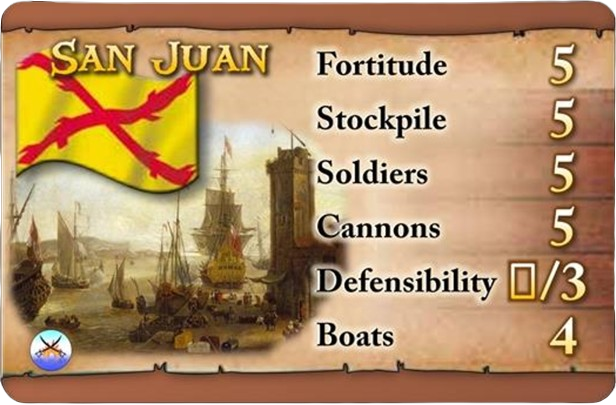 San Juan
Fortitude 5
Stockpile 5
Soldiers 5
Cannons 5
Defensibility ▯/3
Boats 4